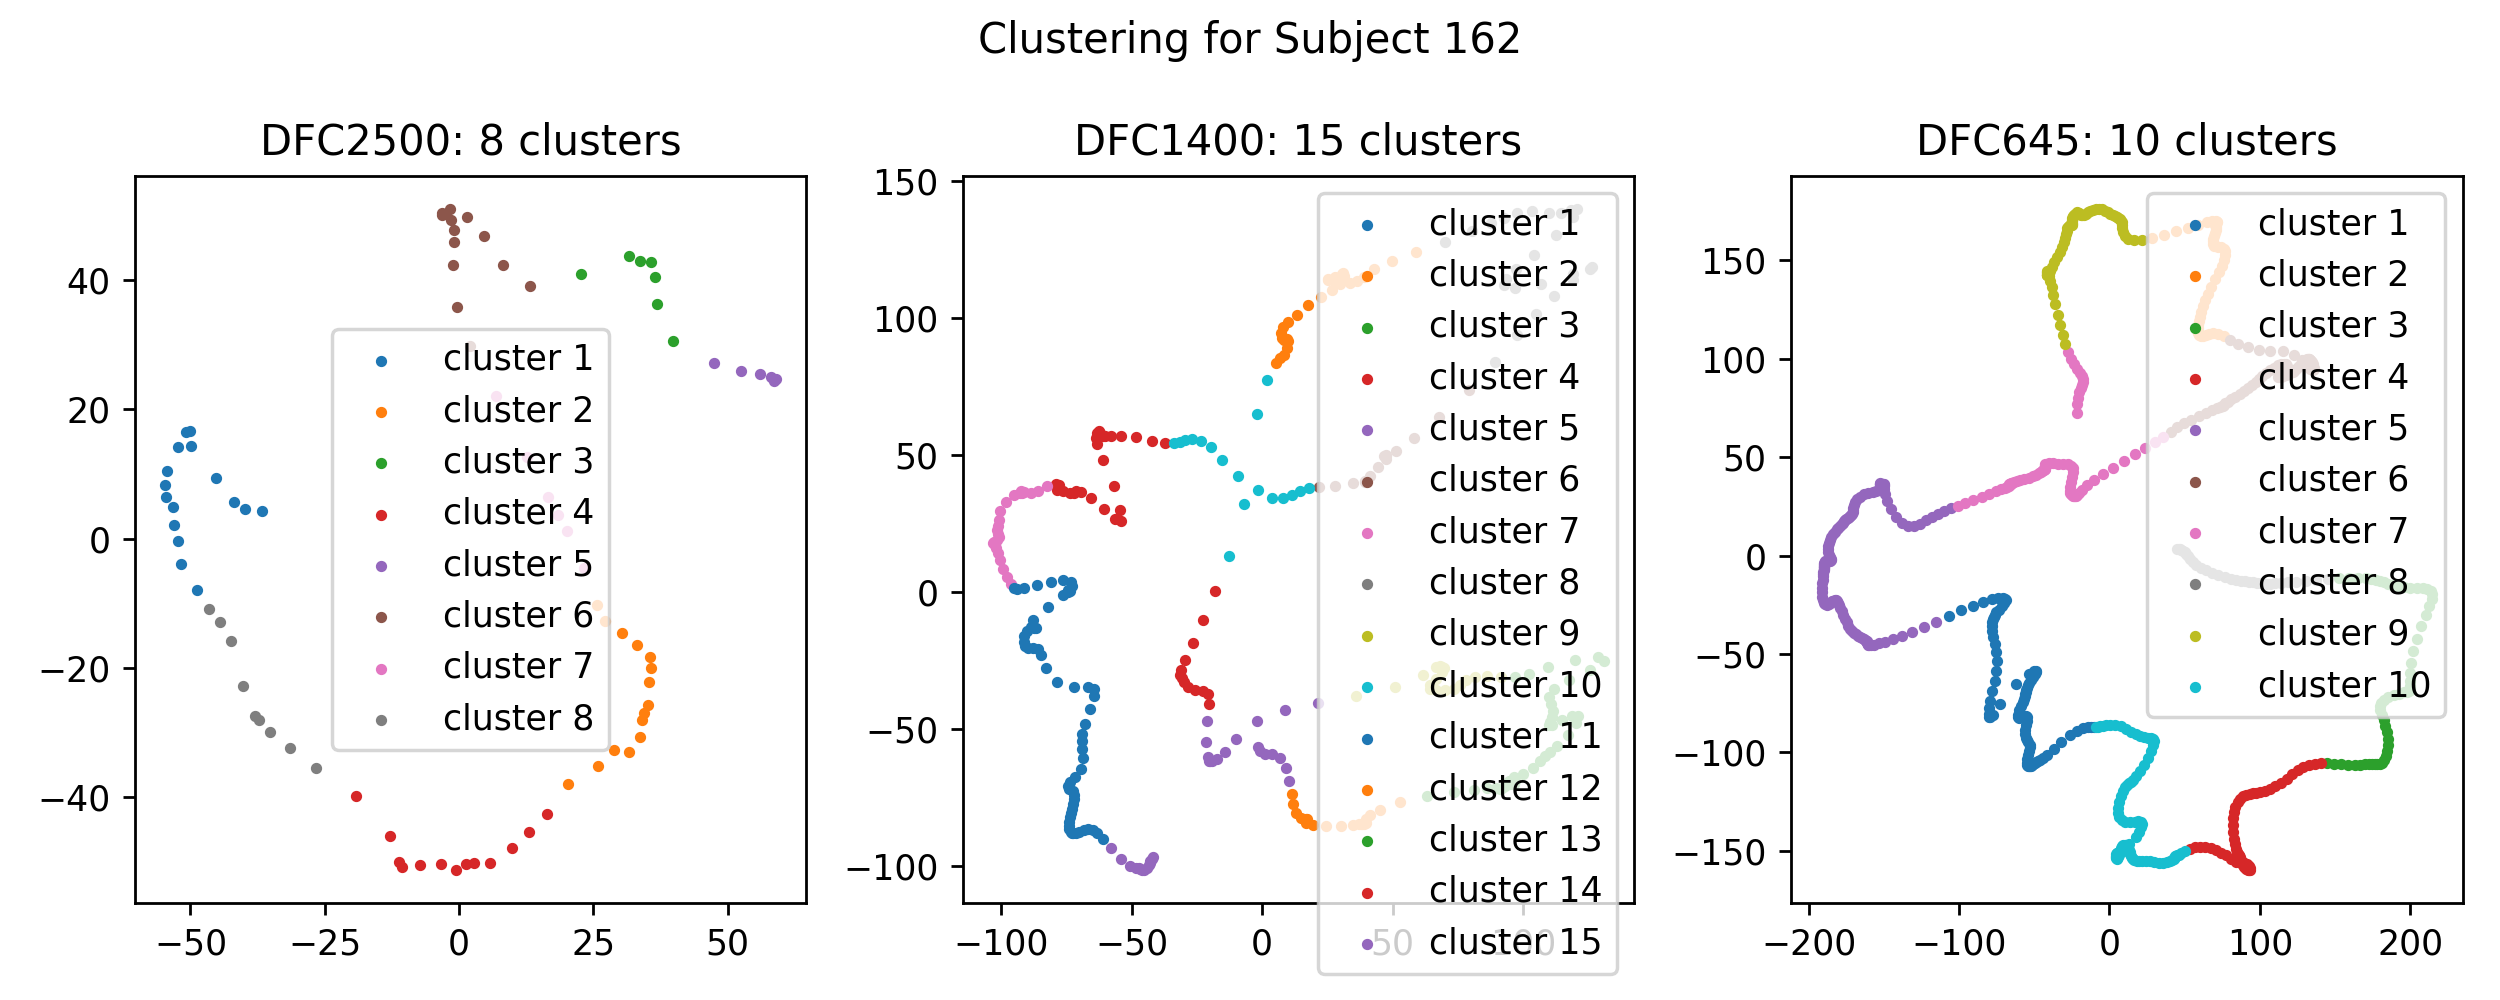 Clustering for Subject 162
DFC2500: 8 clusters
40
20
0
−20
−40
−50
−25
0
25
50
cluster 1
cluster 2
cluster 3
cluster 4
cluster 5
cluster 6
cluster 7
cluster 8
DFC1400: 15 clusters
150
100
50
0
−50
−100
−100
−50
0
50
100
cluster 1
cluster 2
cluster 3
cluster 4
cluster 5
cluster 6
cluster 7
cluster 8
cluster 9
cluster 10
cluster 11
cluster 12
cluster 13
cluster 14
cluster 15
DFC645: 10 clusters
150
100
50
0
−50
−100
−150
−200
−100
0
100
200
cluster 1
cluster 2
cluster 3
cluster 4
cluster 5
cluster 6
cluster 7
cluster 8
cluster 9
cluster 10